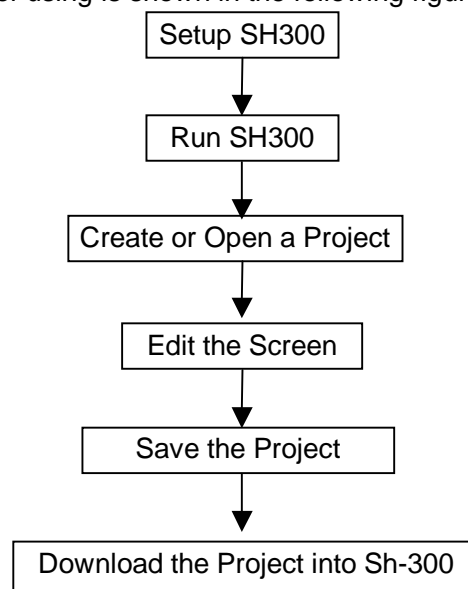 or using is shown in the following figur
Setup SH300
Run SH300
Create or Open a Project
Edit the Screen
Save the Project
Download the Project into Sh-300